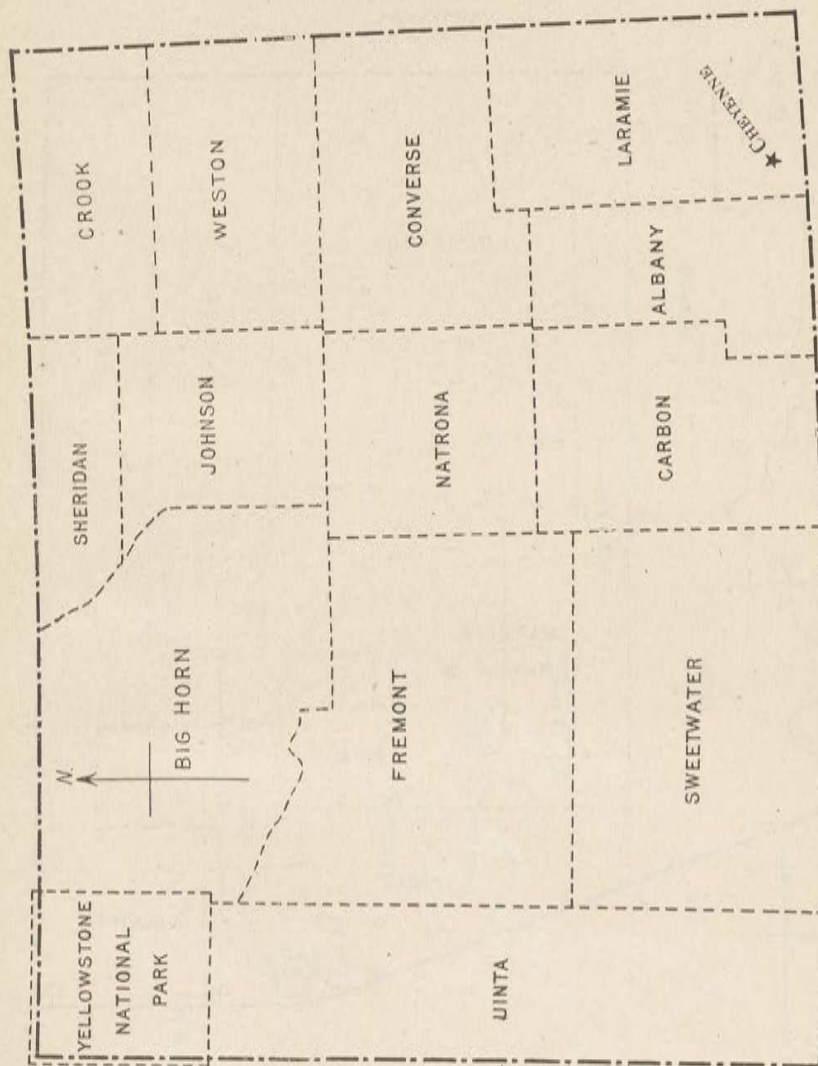 YELLOWSTONE
NATIONAL
PARK
N.
BIG HORN
SHERIDAN
JOHNSON
CROOK
WESTON
UINTA
FREMONT
NATRONA
CONVERSE
SWEETWATER
CARBON
ALBANY
LARAMIE
CHEYENNE